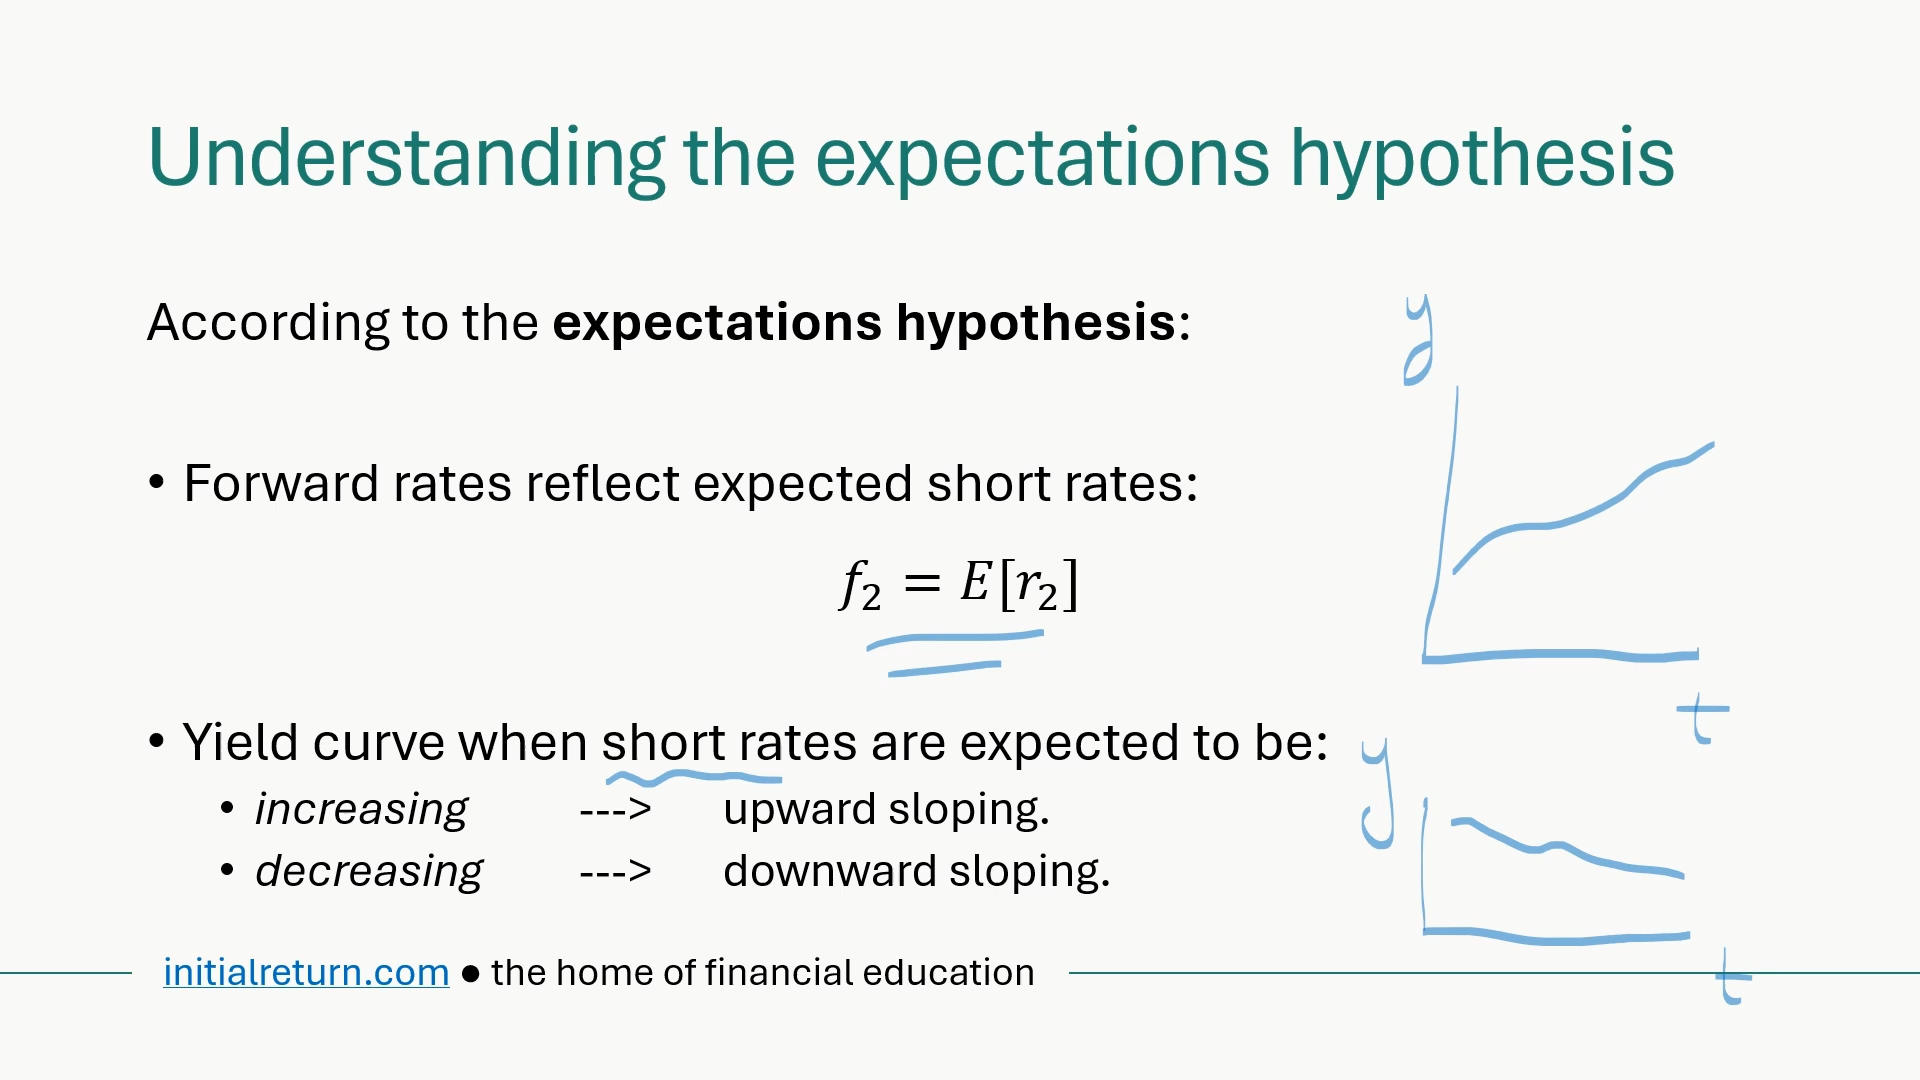 Understanding the expectations hypothesis
According to the expectations hypothesis:
• Forward rates reflect expected short rates:
f₂ = E[r₂]
• Yield curve when short rates are expected to be:
• increasing ---> upward sloping.
• decreasing ---> downward sloping.
y
t
y
t
initialreturn.com ● the home of financial education